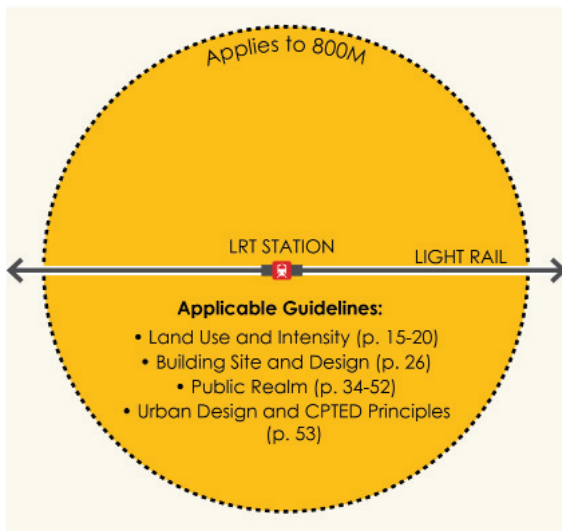 Applies to 800M
LRT STATION
LIGHT RAIL
Applicable Guidelines:
• Land Use and Intensity (p. 15-20)
• Building Site and Design (p. 26)
• Public Realm (p. 34-52)
• Urban Design and CPTED Principles
(p. 53)